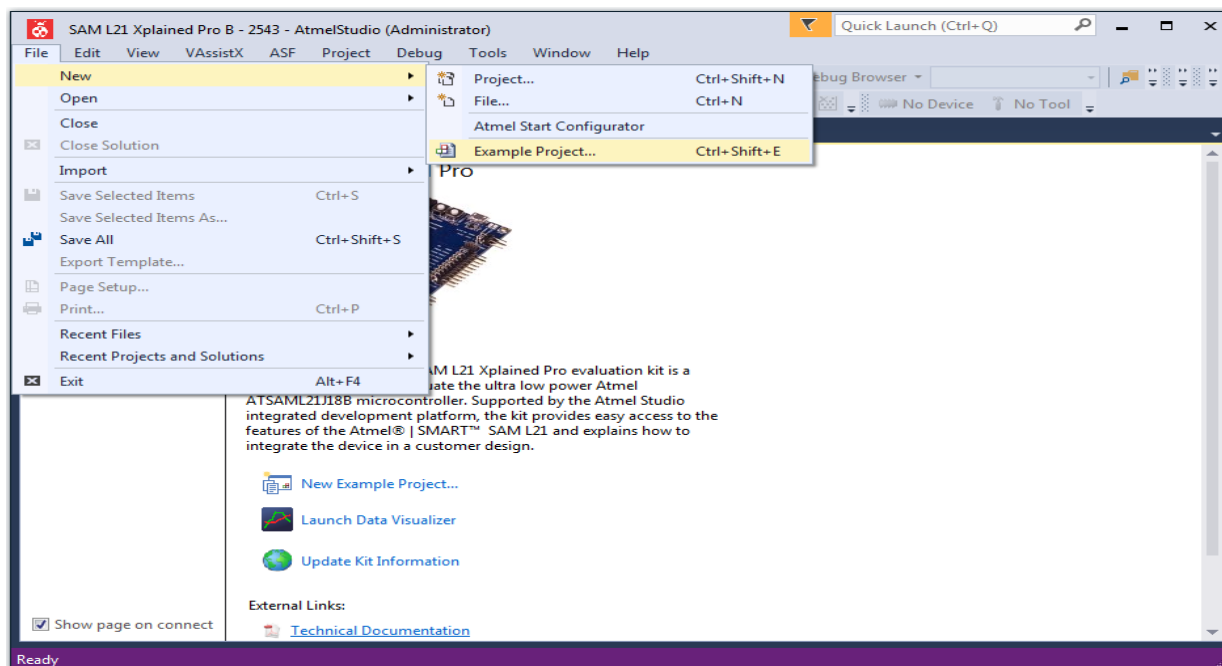 SAM L21 Xplained Pro B - 2543 - AtmelStudio (Administrator)
Quick Launch (Ctrl+Q)
File Edit View VAssistX ASF Project Debug Tools Window Help
New
Open
Close
Close Solution
Import
Save Selected Items Ctrl+S
Save Selected Items As...
Save All Ctrl+Shift+S
Export Template...
Page Setup...
Print... Ctrl+P
Recent Files
Recent Projects and Solutions
Exit Alt+F4
Project... Ctrl+Shift+N
File... Ctrl+N
Atmel Start Configurator
Example Project... Ctrl+Shift+E
ebug Browser
No Device No Tool
Pro
AM L21 Xplained Pro evaluation kit is a
uate the ultra low power Atmel
ATSAML21J18B microcontroller. Supported by the Atmel Studio
integrated development platform, the kit provides easy access to the
features of the Atmel® | SMART™ SAM L21 and explains how to
integrate the device in a customer design.
New Example Project...
Launch Data Visualizer
Update Kit Information
External Links:
Technical Documentation
Show page on connect
Ready